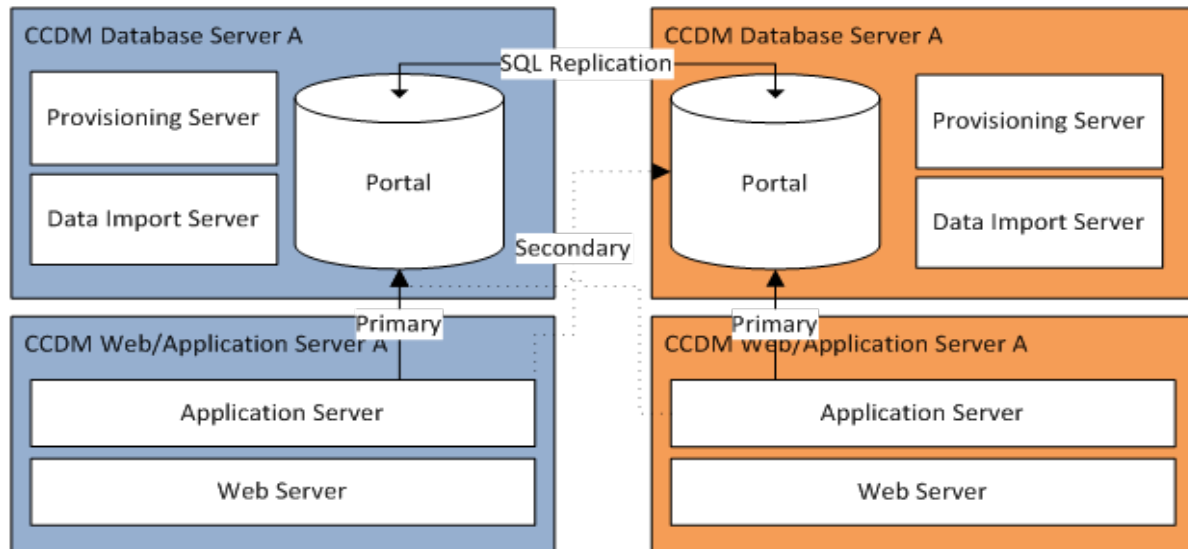 CCDM Database Server A
Provisioning Server
Data Import Server
Portal
SQL Replication
CCDM Database Server A
Portal
Provisioning Server
Data Import Server
Secondary
Primary
Primary
CCDM Web/Application Server A
Application Server
Web Server
CCDM Web/Application Server A
Application Server
Web Server